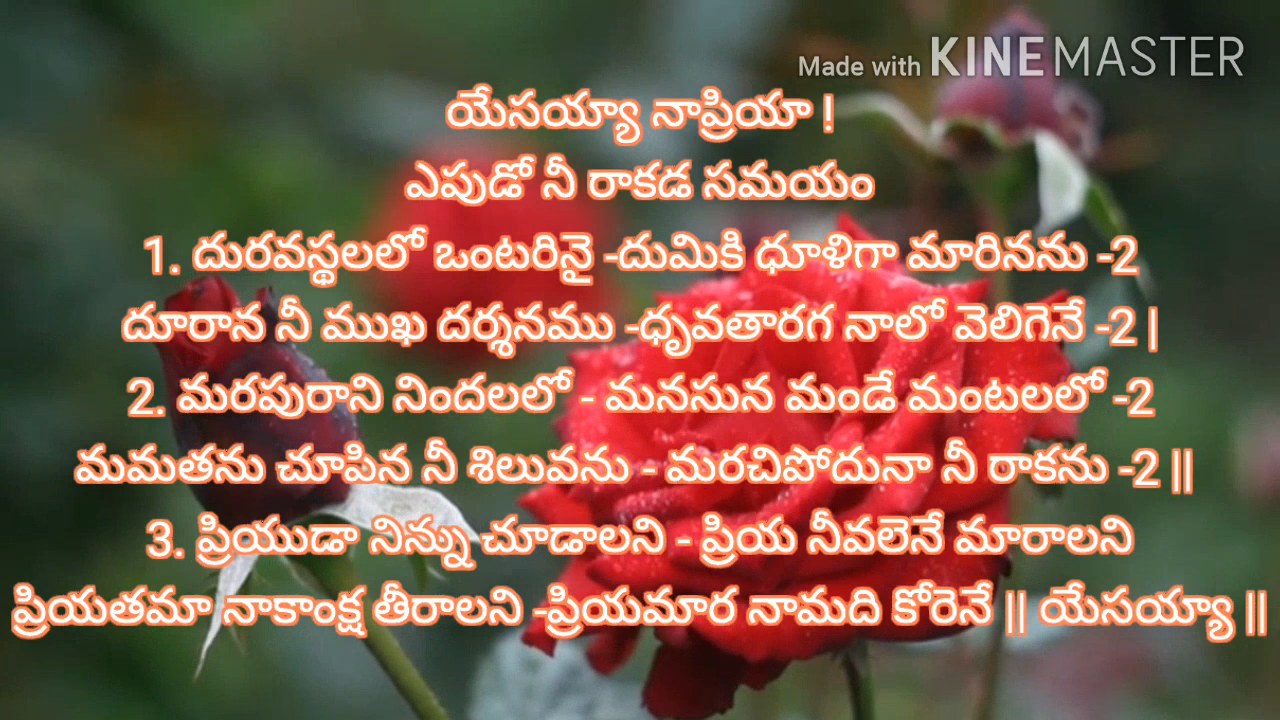 Made with KINEMASTER
యేసయ్యా నాప్రియా !
ఎపుడో నీ రాకడ సమయం
1. దురవస్థలలో ఒంటరినై -దుమికి ధూళిగా మారినను -2
దూరాన నీ ముఖ దర్శనము -ధృవతారగ నాలో వెలిగెనే -2 |
2. మరపురాని నిందలలో - మనసున మండే మంటలలో -2
మమతను చూపిన నీ శిలువను - మరచిపోదునా నీ రాకను -2 ||
3. ప్రియుడా నిన్ను చూడాలని - ప్రియ నీవలెనే మారాలని
ప్రియతమా నాకాంక్ష తీరాలని -ప్రియమార నామది కోరెనే || యేసయ్యా ||